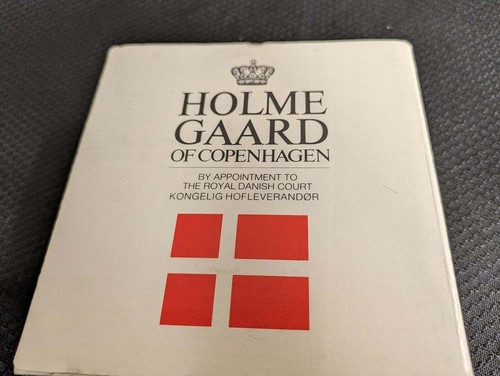 HOLME
GAARD
OF COPENHAGEN
BY APPOINTMENT TO
THE ROYAL DANISH COURT
KONGELIG HOFLEVERANDØR